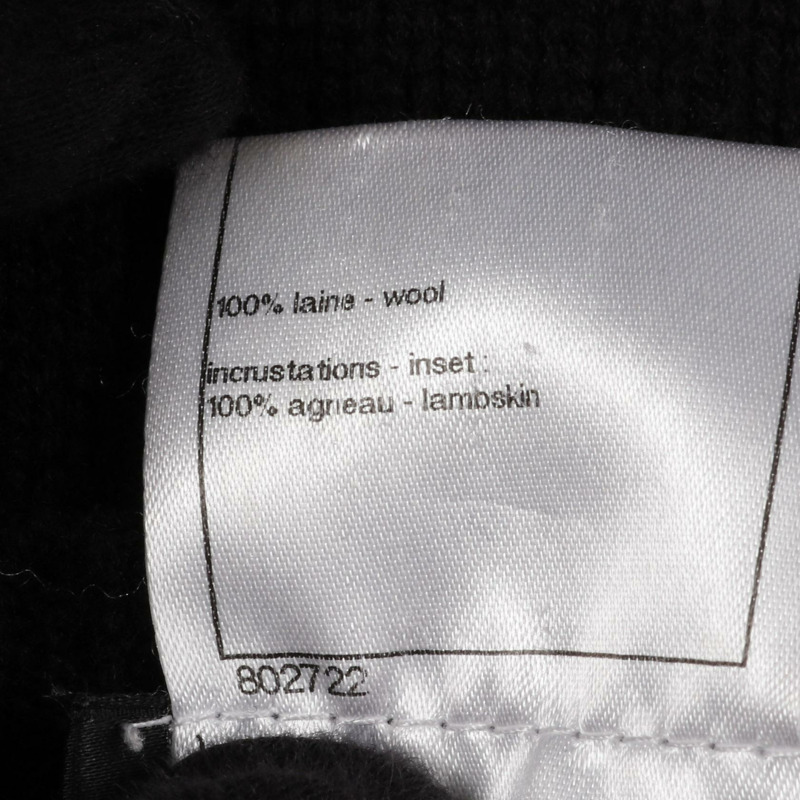 100% laine - wool
incrustations - inset :
100% agneau - lambskin
802722